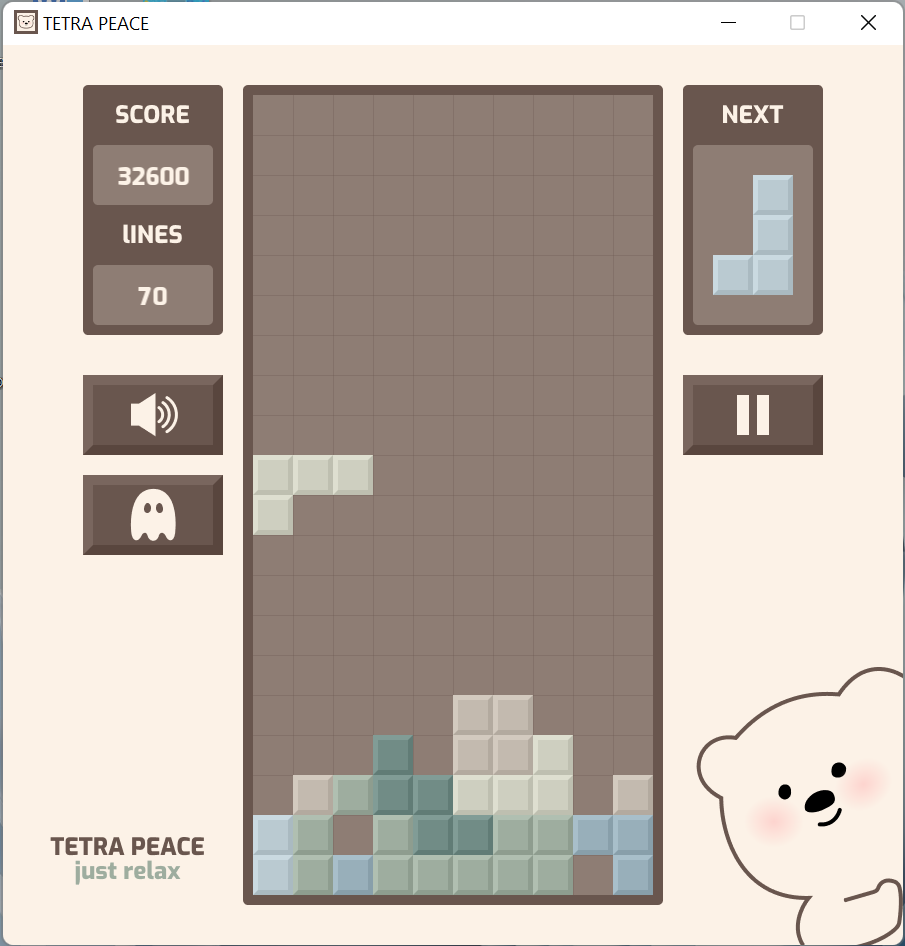 TETRA PEACE
SCORE
32600
lINES
70
NEXT
TETRA PEACE
just relax